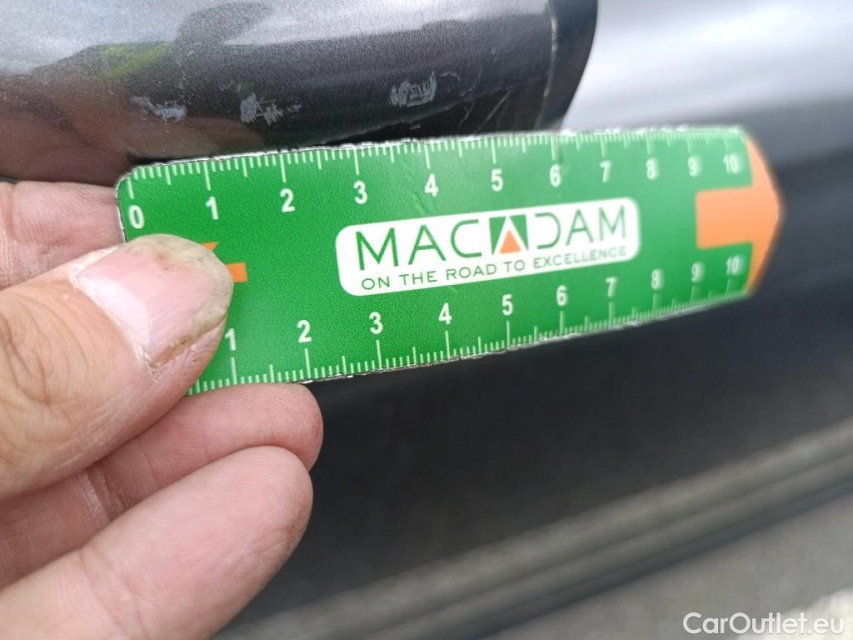 0 1 2 3 4 5 6 7 8 9 10
MACADAM
ON THE ROAD TO EXCELLENCE
1 2 3 4 5 6 7 8 9 10
CarOutlet.eu